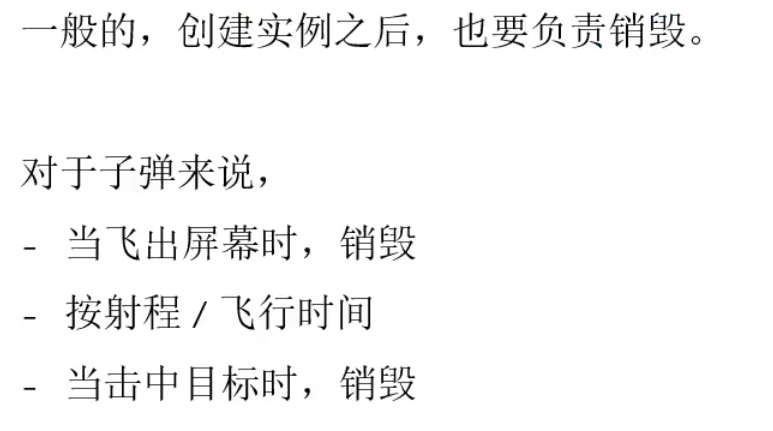 一般的，创建实例之后，也要负责销毁。
对于子弹来说，
- 当飞出屏幕时，销毁
- 按射程 / 飞行时间
- 当击中目标时，销毁